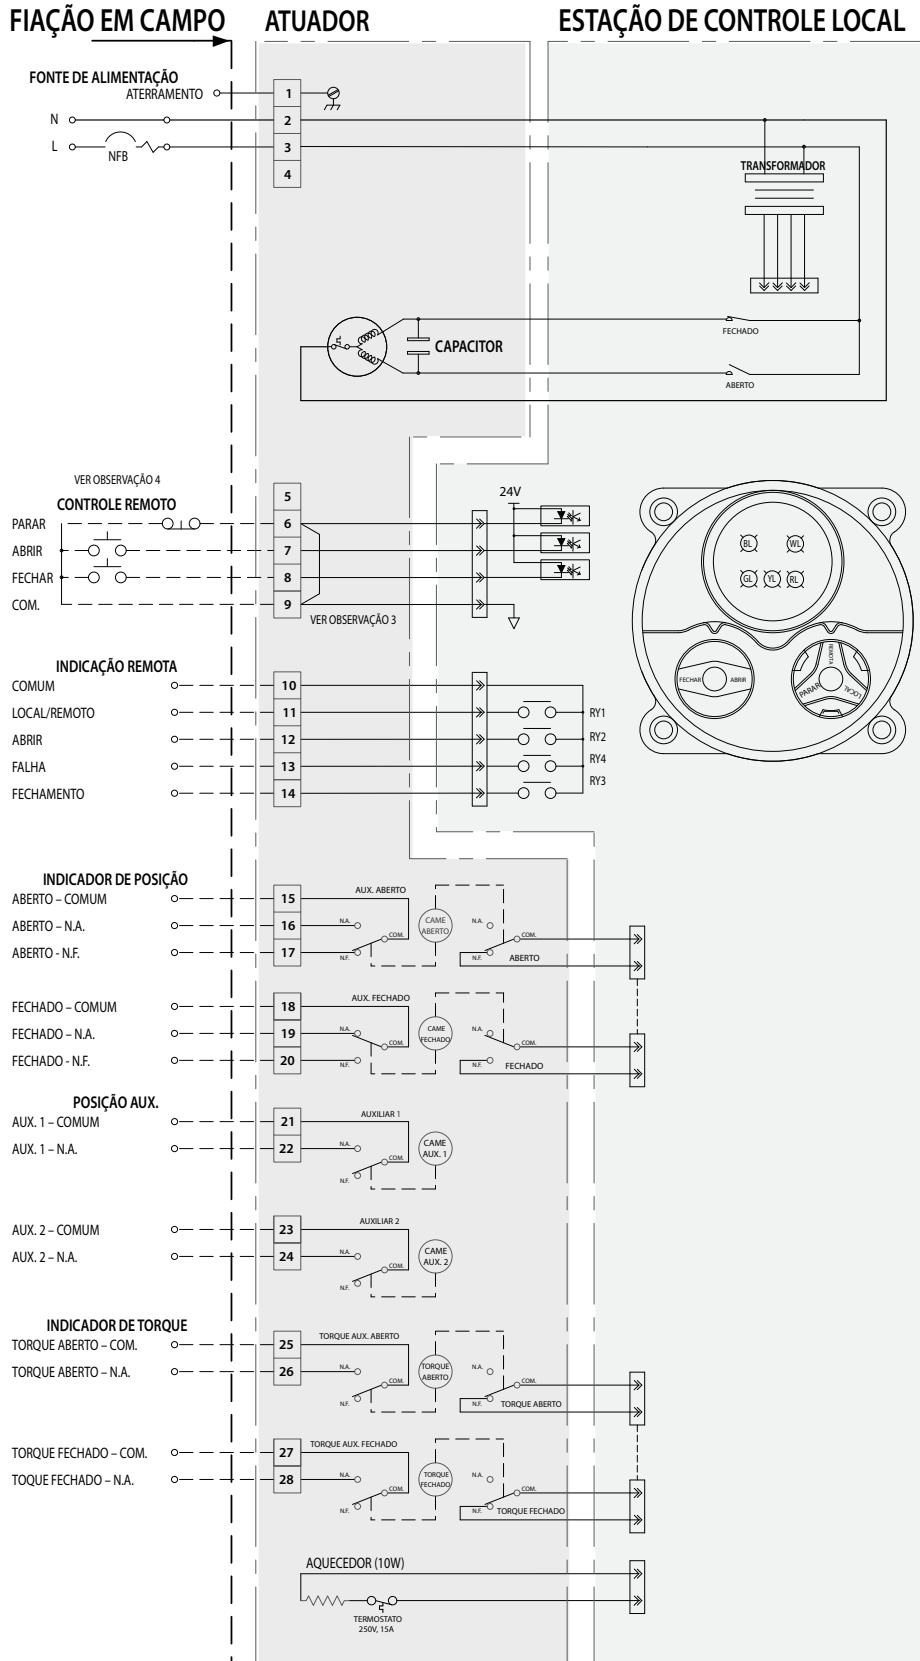 FIAÇÃO EM CAMPO
ATUADOR
ESTAÇÃO DE CONTROLE LOCAL
FONTE DE ALIMENTAÇÃO
ATERRAMENTO
1
N
2
L
NFB
3
4
TRANSFORMADOR
CAPACITOR
FECHADO
ABERTO
VER OBSERVAÇÃO 4
CONTROLE REMOTO
5
24V
PARAR
6
ABRIR
7
FECHAR
8
COM.
9
VER OBSERVAÇÃO 3
BL
WL
GL
YL
RL
FECHAR
ABRIR
REMOTA
PARAR
LOCAL
INDICAÇÃO REMOTA
COMUM
10
LOCAL/REMOTO
11
RY1
ABRIR
12
RY2
FALHA
13
RY4
FECHAMENTO
14
RY3
INDICADOR DE POSIÇÃO
ABERTO – COMUM
15
AUX. ABERTO
ABERTO – N.A.
16
N.A.
COM.
CAME
ABERTO
N.A.
COM.
ABERTO - N.F.
17
N.F.
N.F.
ABERTO
FECHADO – COMUM
18
AUX. FECHADO
FECHADO – N.A.
19
N.A.
COM.
CAME
FECHADO
N.A.
COM.
FECHADO - N.F.
20
N.F.
N.F.
FECHADO
POSIÇÃO AUX.
AUX. 1 – COMUM
21
AUXILIAR 1
AUX. 1 – N.A.
22
N.A.
COM.
N.F.
CAME
AUX. 1
AUX. 2 – COMUM
23
AUXILIAR 2
AUX. 2 – N.A.
24
N.A.
COM.
N.F.
CAME
AUX. 2
INDICADOR DE TORQUE
TORQUE ABERTO – COM.
25
TORQUE AUX. ABERTO
TORQUE ABERTO – N.A.
26
N.A.
COM.
N.F.
TORQUE
ABERTO
N.A.
COM.
N.F.
TORQUE ABERTO
TORQUE FECHADO – COM.
27
TORQUE AUX. FECHADO
TOQUE FECHADO – N.A.
28
N.A.
COM.
N.F.
TORQUE
FECHADO
N.A.
COM.
N.F.
TORQUE FECHADO
AQUECEDOR (10W)
TERMOSTATO
250V, 15A